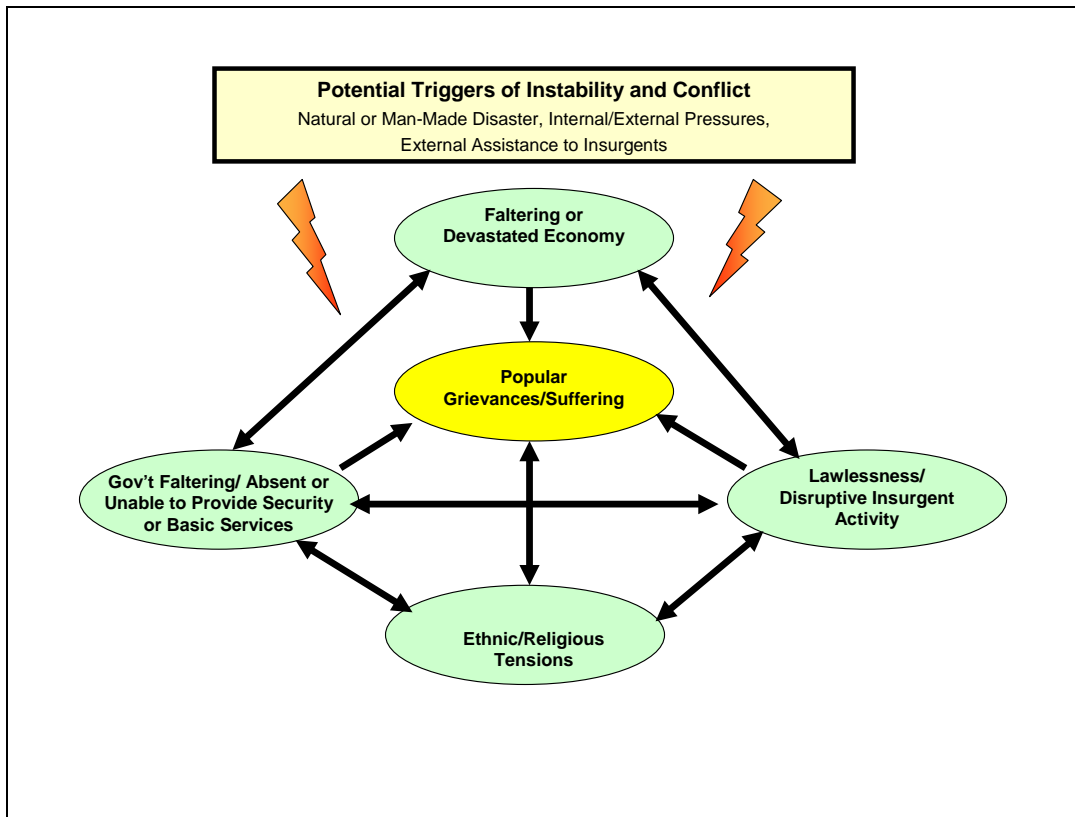 Potential Triggers of Instability and Conflict
Natural or Man-Made Disaster, Internal/External Pressures,
External Assistance to Insurgents
Faltering or
Devastated Economy
Popular
Grievances/Suffering
Gov’t Faltering/ Absent or
Unable to Provide Security
or Basic Services
Lawlessness/
Disruptive Insurgent
Activity
Ethnic/Religious
Tensions